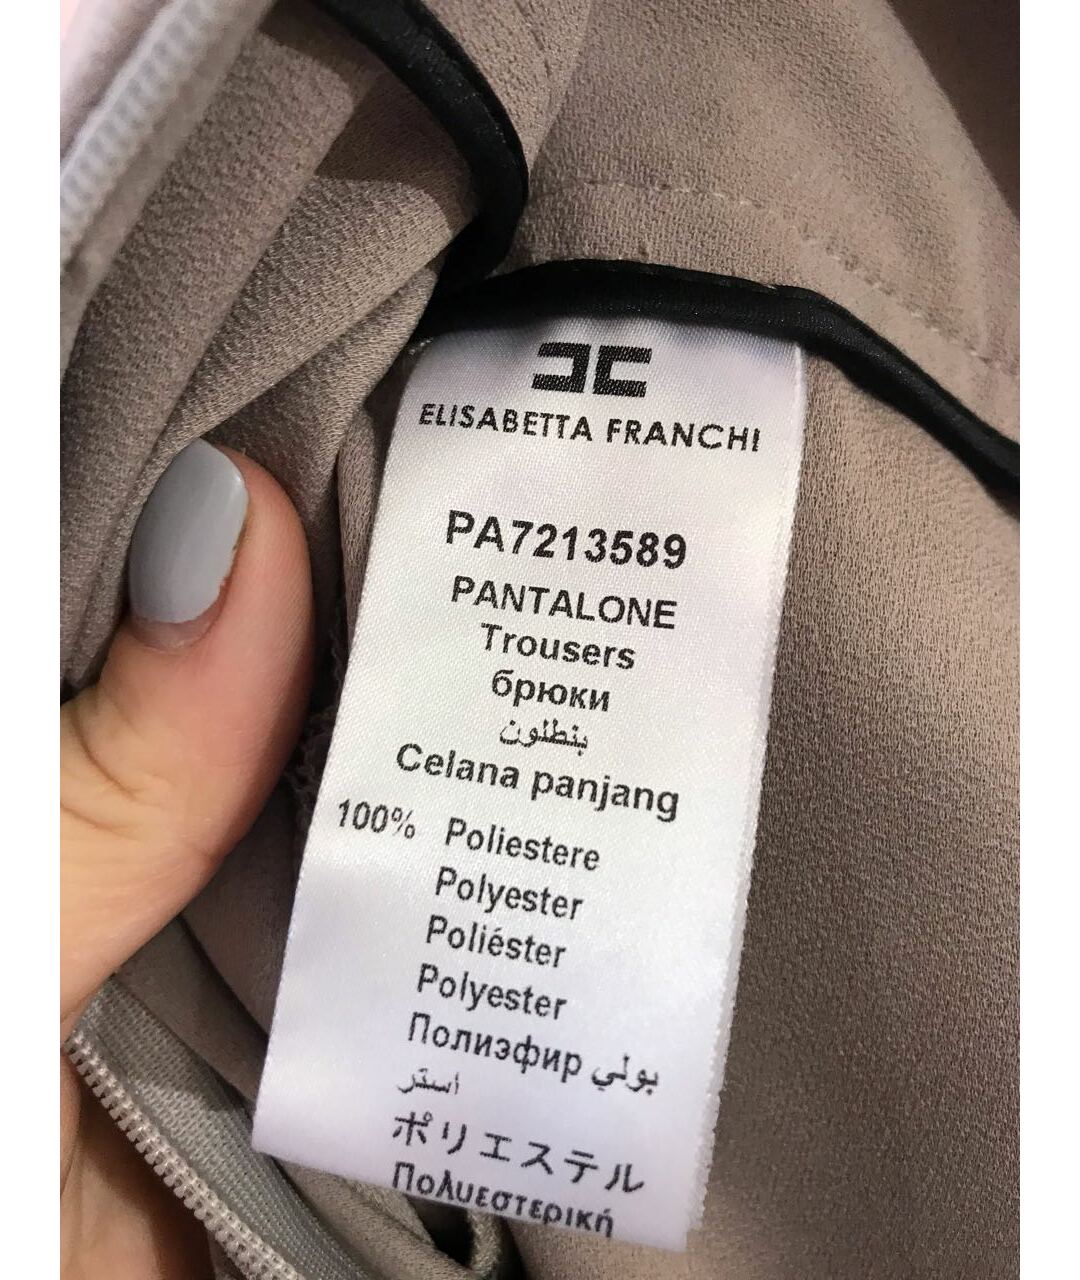 ELISABETTA FRANCHI
PA7213589
PANTALONE
Trousers
брюки
بنطلون
Celana panjang
100% Poliestere
Polyester
Poliéster
Polyester
Полиэфир بولي
استر
ポリエステル
Πολυεστερική